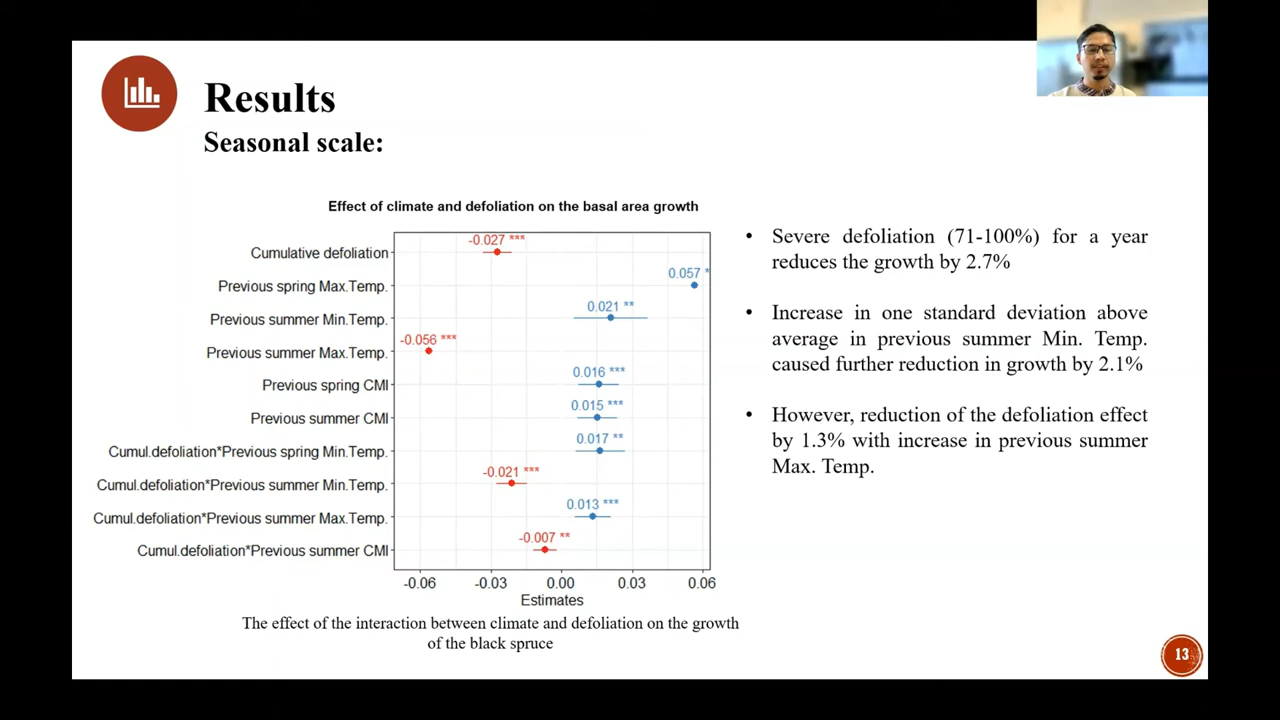 Results
Seasonal scale:
Effect of climate and defoliation on the basal area growth
Cumulative defoliation
-0.027 ***
Previous spring Max.Temp.
0.057 *
Previous summer Min.Temp.
0.021 **
Previous summer Max.Temp.
-0.056 ***
Previous spring CMI
0.016 ***
Previous summer CMI
0.015 ***
Cumul.defoliation*Previous spring Min.Temp.
0.017 **
Cumul.defoliation*Previous summer Min.Temp.
-0.021 ***
Cumul.defoliation*Previous summer Max.Temp.
0.013 ***
Cumul.defoliation*Previous summer CMI
-0.007 **
-0.06 -0.03 0.00 0.03 0.06
Estimates
The effect of the interaction between climate and defoliation on the growth
of the black spruce
• Severe defoliation (71-100%) for a year
reduces the growth by 2.7%
• Increase in one standard deviation above
average in previous summer Min. Temp.
caused further reduction in growth by 2.1%
• However, reduction of the defoliation effect
by 1.3% with increase in previous summer
Max. Temp.
13